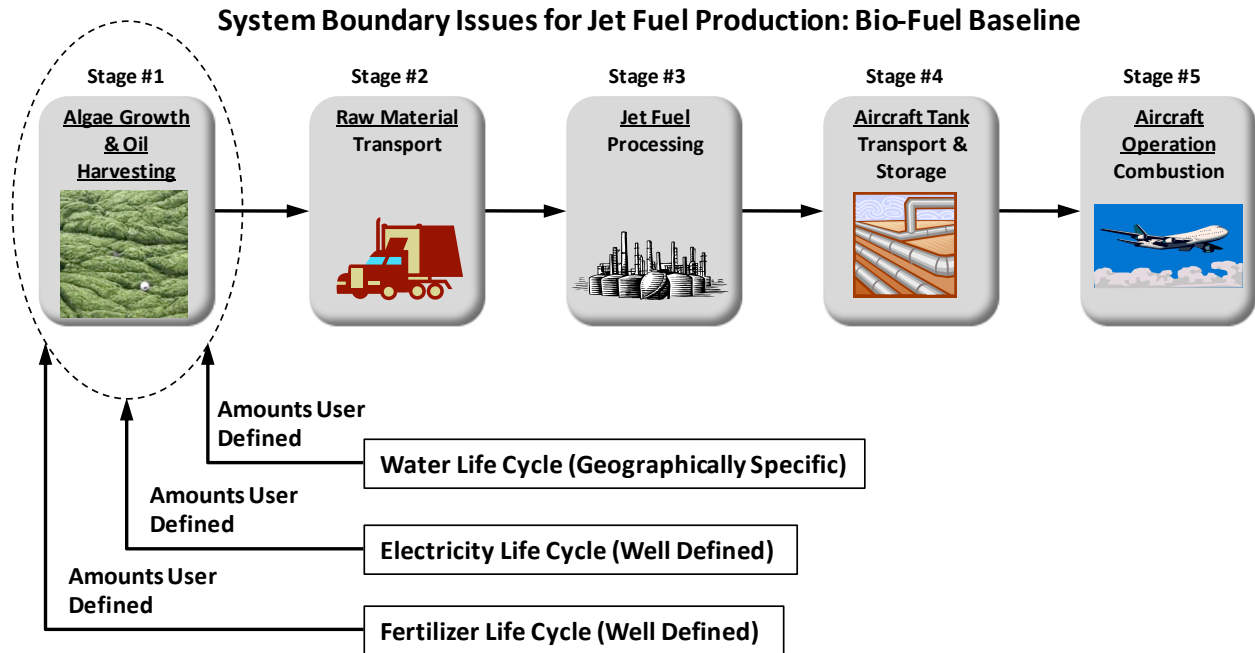 System Boundary Issues for Jet Fuel Production: Bio-Fuel Baseline
Stage #1
Algae Growth
& Oil
Harvesting
Stage #2
Raw Material
Transport
Stage #3
Jet Fuel
Processing
Stage #4
Aircraft Tank
Transport &
Storage
Stage #5
Aircraft
Operation
Combustion
Amounts User
Defined
Water Life Cycle (Geographically Specific)
Amounts User
Defined
Electricity Life Cycle (Well Defined)
Amounts User
Defined
Fertilizer Life Cycle (Well Defined)